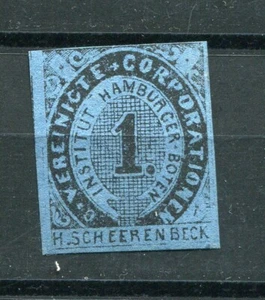 VEREINIGTE + CORPORATIONEN
INSTITUT HAMBURGER BOTEN
1.
H. SCHEERENBECK